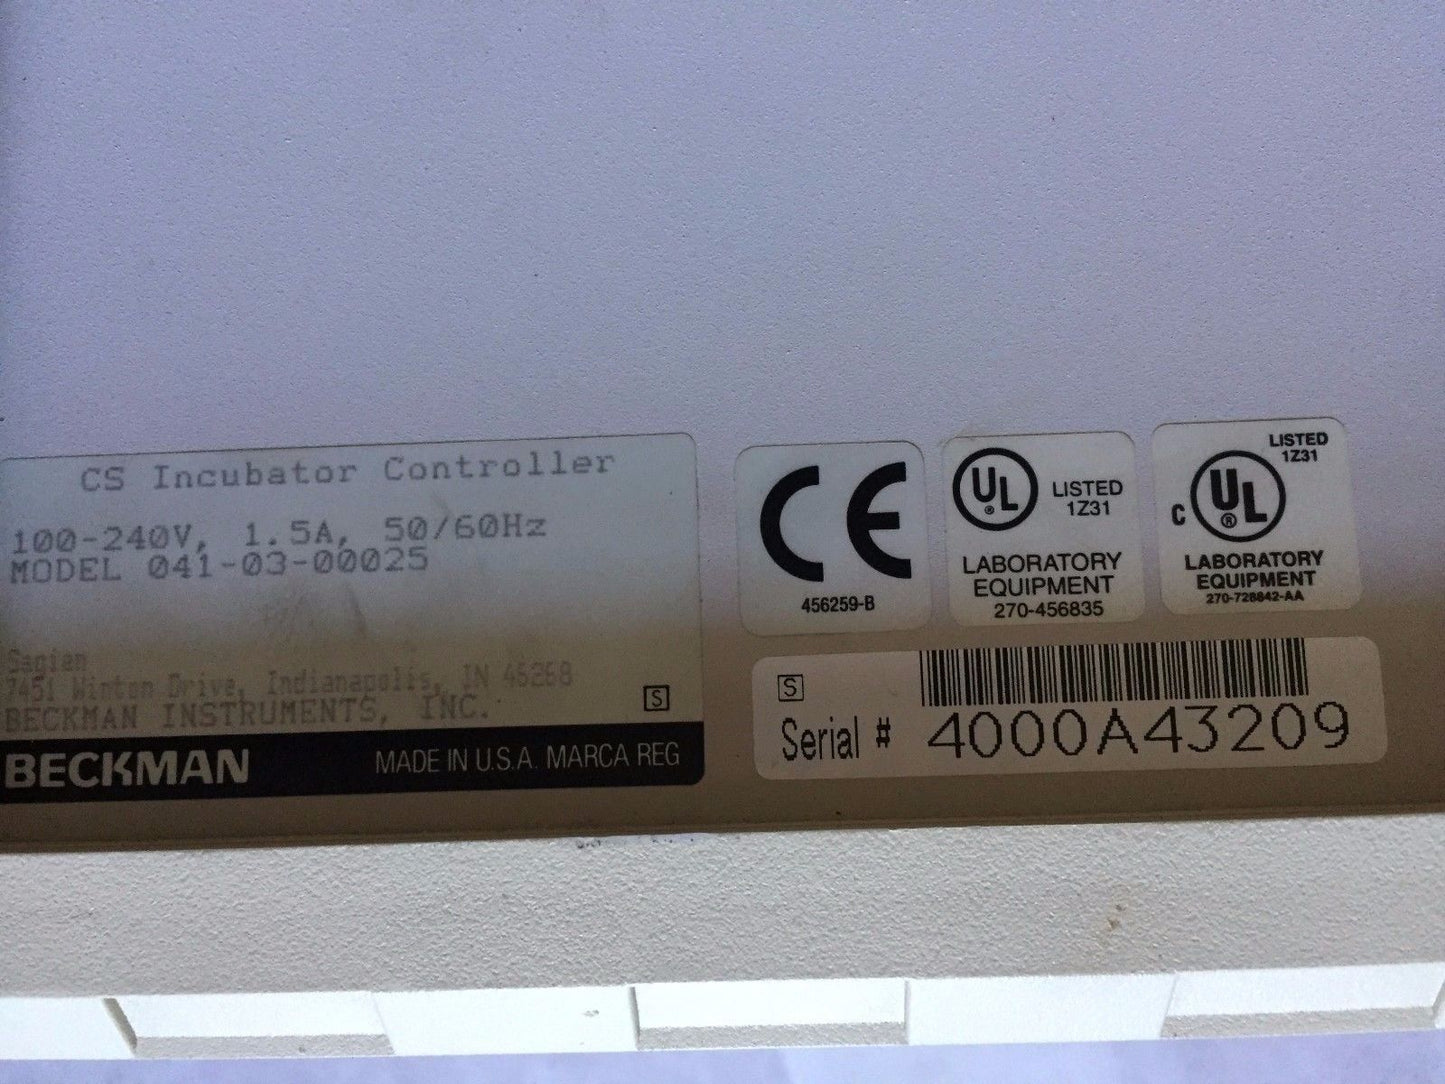 CS Incubator Controller
100-240V, 1.5A, 50/60Hz
MODEL 041-03-00025
Sagian
7451 Winton Drive, Indianapolis, IN 46268
BECKMAN INSTRUMENTS, INC.
S
BECKMAN
MADE IN U.S.A. MARCA REG
CE
456259-B
UL
®
LISTED
1Z31
LABORATORY
EQUIPMENT
270-456835
LISTED
1Z31
C UL
®
LABORATORY
EQUIPMENT
270-728842-AA
S
Serial # 4000A43209